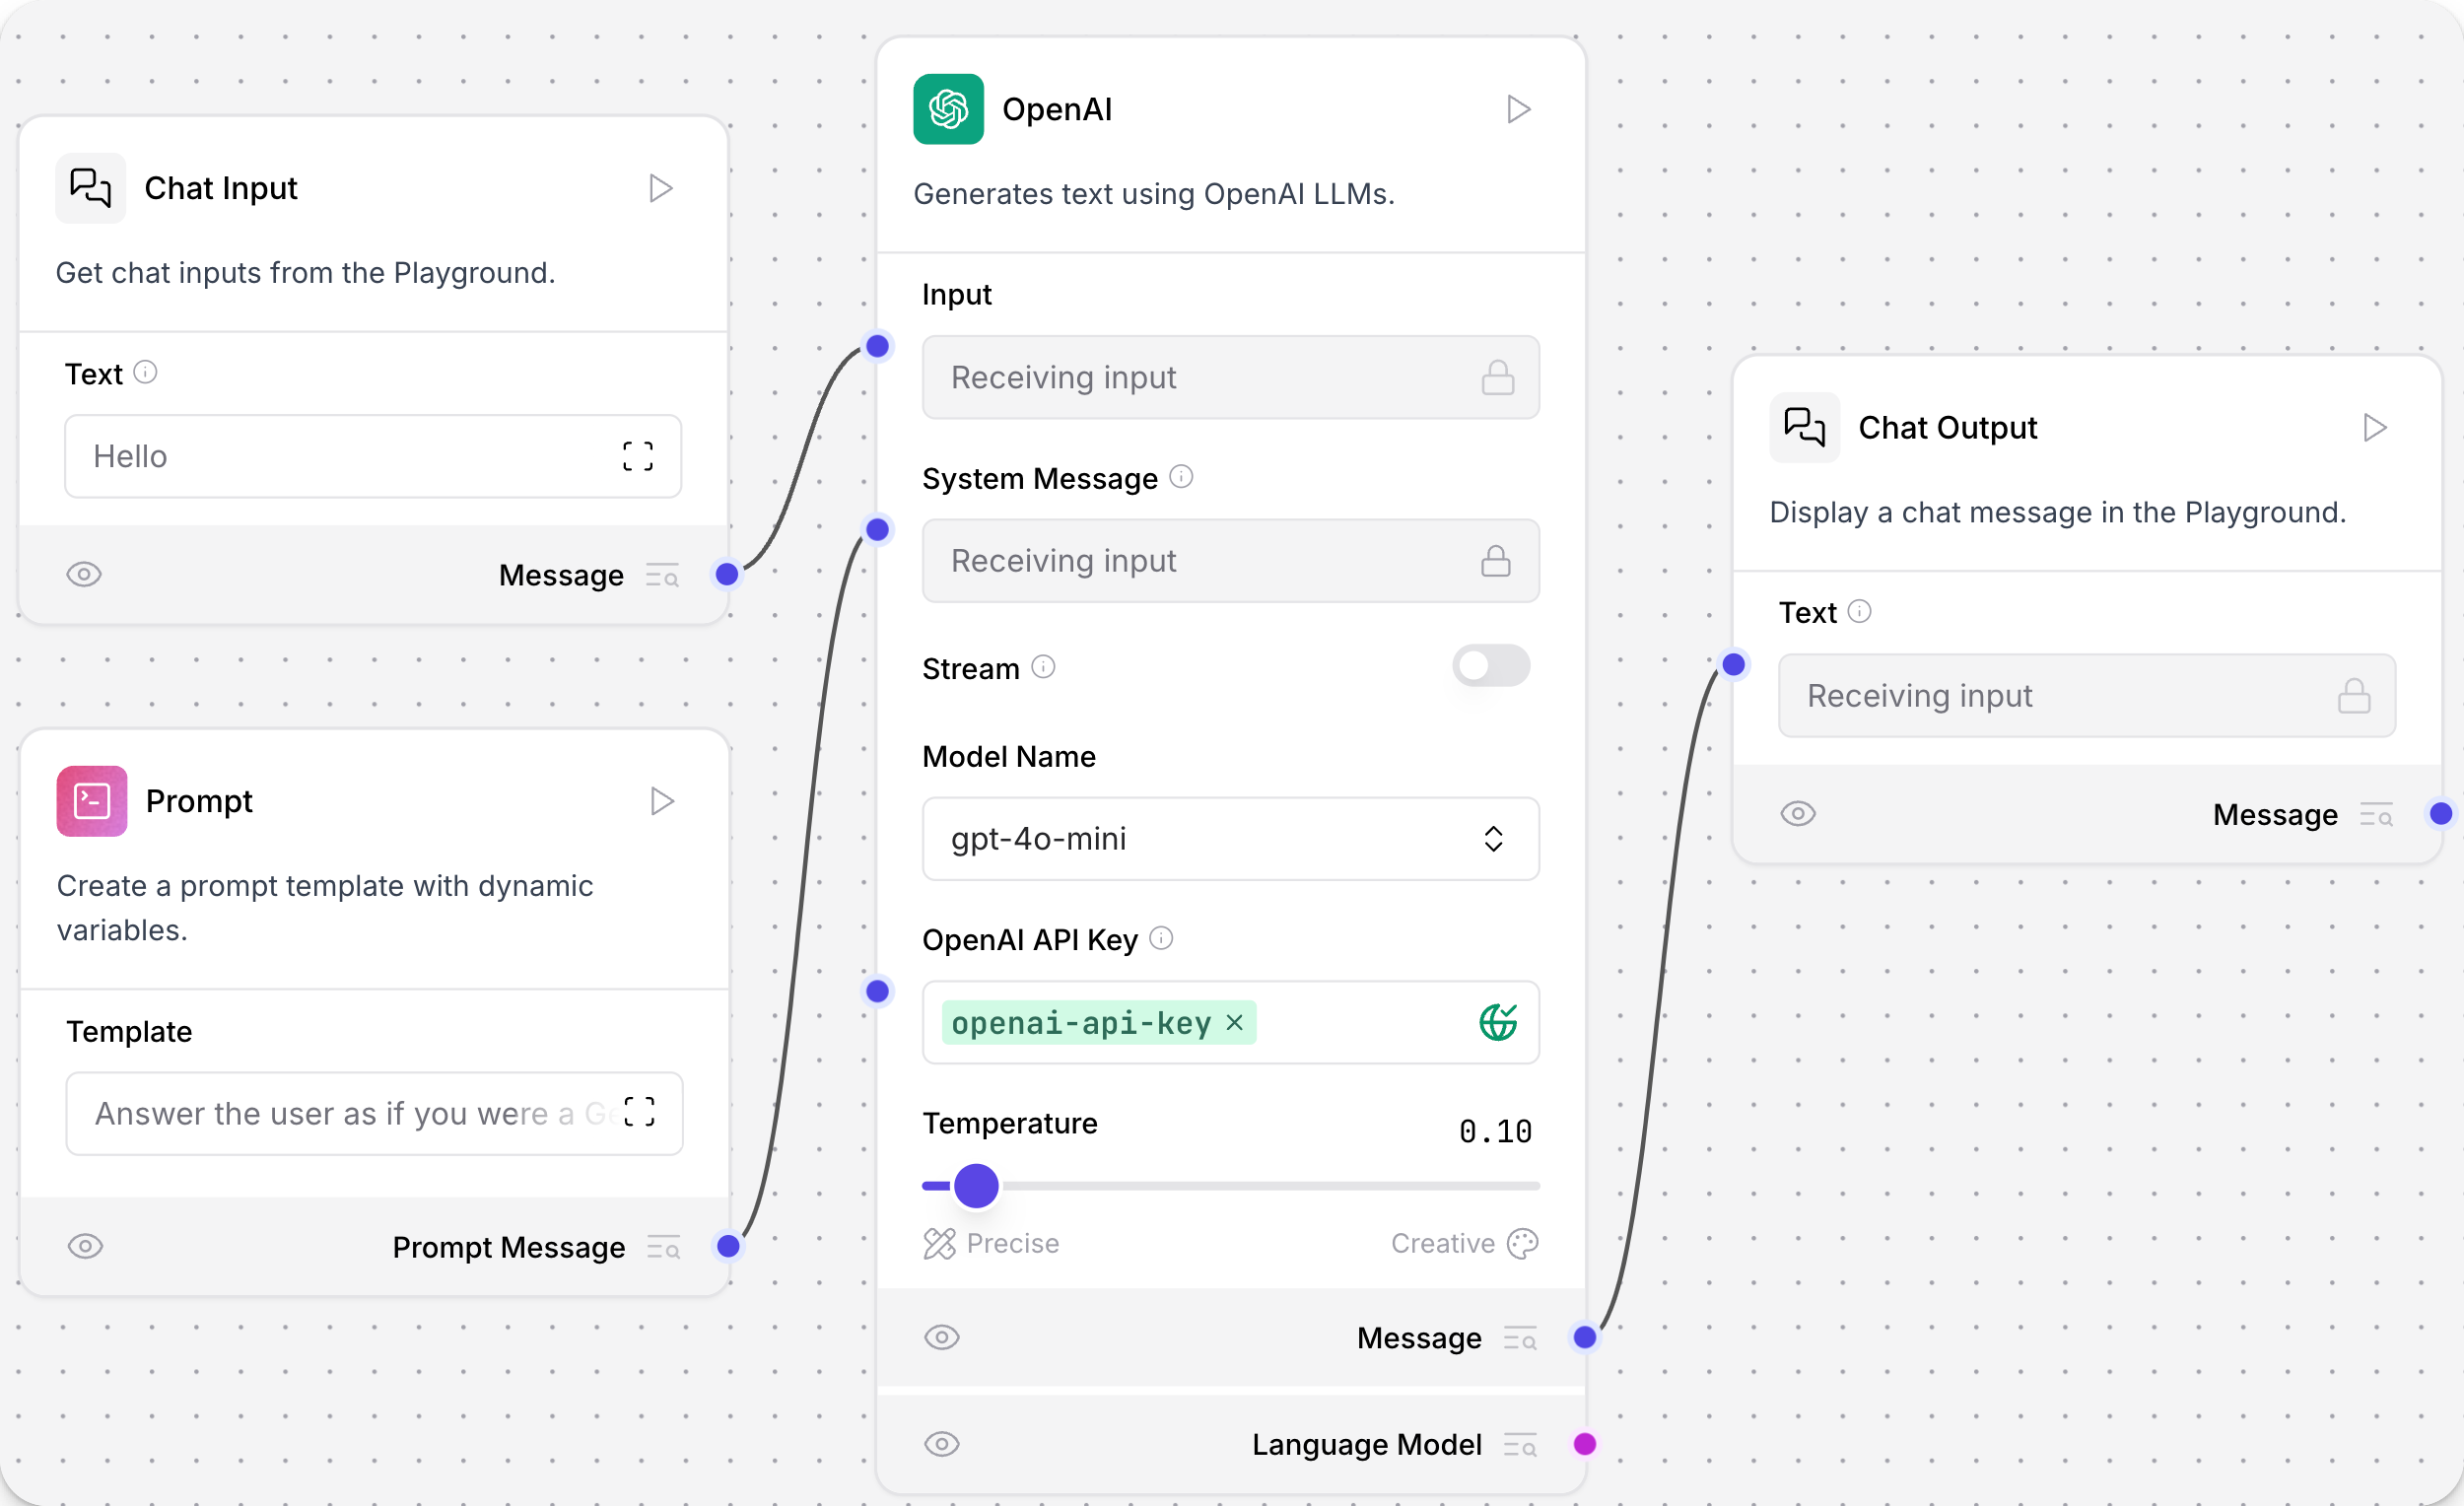 Chat Input
Get chat inputs from the Playground.
Text
Hello
Message
Prompt
Create a prompt template with dynamic
variables.
Template
Answer the user as if you were a
Prompt Message
OpenAI
Generates text using OpenAI LLMs.
Input
Receiving input
System Message
Receiving input
Stream
Model Name
gpt-4o-mini
OpenAI API Key
openai-api-key
Temperature
0.10
Precise
Creative
Message
Language Model
Chat Output
Display a chat message in the Playground.
Text
Receiving input
Message